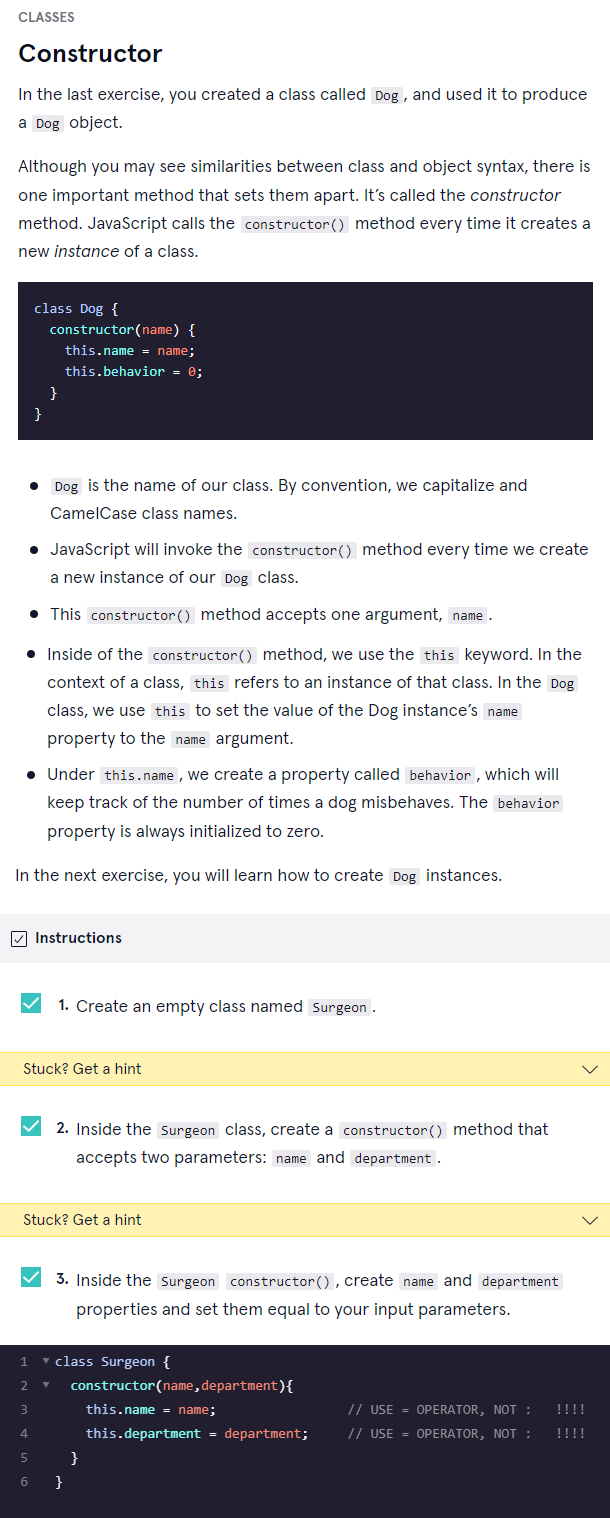 CLASSES
Constructor
In the last exercise, you created a class called Dog, and used it to produce
a Dog object.
Although you may see similarities between class and object syntax, there is
one important method that sets them apart. It's called the constructor
method. JavaScript calls the constructor() method every time it creates a
new instance of a class.
class Dog {
  constructor(name) {
    this.name = name;
    this.behavior = 0;
  }
}
● Dog is the name of our class. By convention, we capitalize and
CamelCase class names.
● JavaScript will invoke the constructor() method every time we create
a new instance of our Dog class.
● This constructor() method accepts one argument, name.
● Inside of the constructor() method, we use the this keyword. In the
context of a class, this refers to an instance of that class. In the Dog
class, we use this to set the value of the Dog instance's name
property to the name argument.
● Under this.name, we create a property called behavior, which will
keep track of the number of times a dog misbehaves. The behavior
property is always initialized to zero.
In the next exercise, you will learn how to create Dog instances.
Instructions
1. Create an empty class named Surgeon.
Stuck? Get a hint
2. Inside the Surgeon class, create a constructor() method that
accepts two parameters: name and department.
Stuck? Get a hint
3. Inside the Surgeon constructor(), create name and department
properties and set them equal to your input parameters.
1 class Surgeon {
2   constructor(name,department){
3     this.name = name;                 // USE = OPERATOR, NOT :   !!!!
4     this.department = department;     // USE = OPERATOR, NOT :   !!!!
5   }
6 }